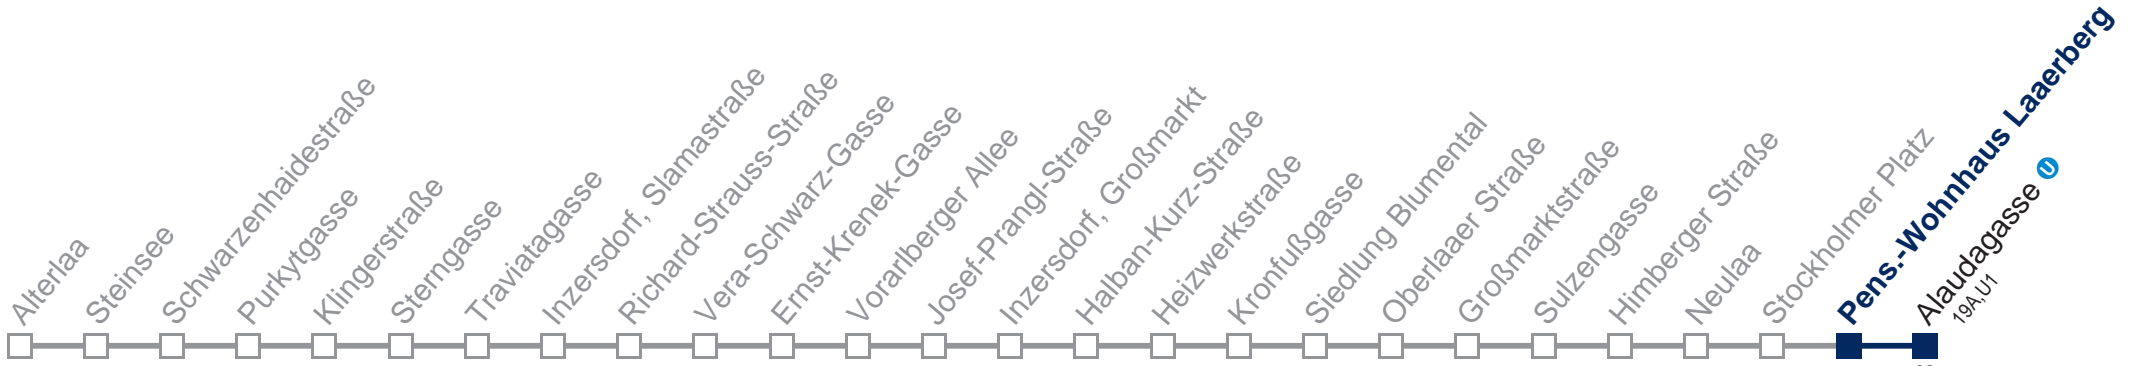 Alterlaa
Steinsee
Schwarzenhaidestraße
Purkytgasse
Klingerstraße
Sterngasse
Traviatagasse
Inzersdorf, Slamastraße
Richard-Strauss-Straße
Vera-Schwarz-Gasse
Ernst-Krenek-Gasse
Vorarlberger Allee
Josef-Prangl-Straße
Inzersdorf, Großmarkt
Halban-Kurz-Straße
Heizwerkstraße
Kronfußgasse
Siedlung Blumental
Oberlaaer Straße
Großmarktstraße
Sulzengasse
Himberger Straße
Neulaa
Stockholmer Platz
Pens.-Wohnhaus Laaerberg
Alaudagasse U
19A,U1